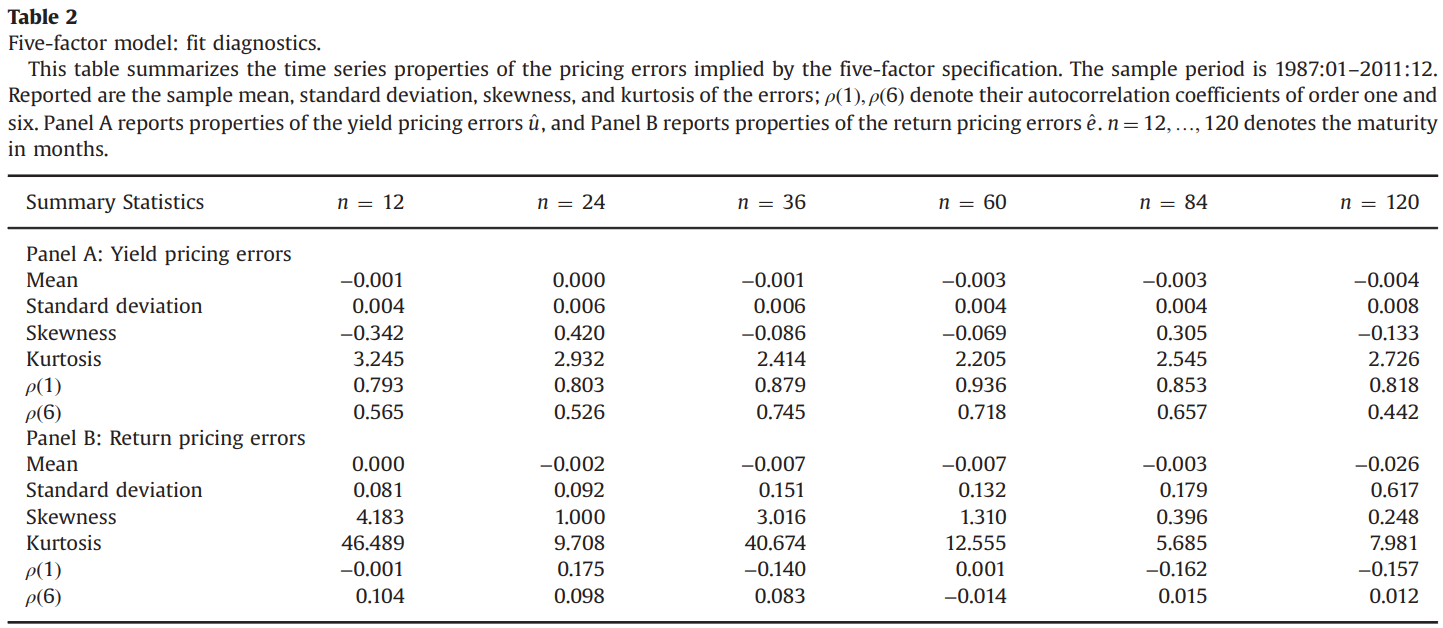 Table 2
Five-factor model: fit diagnostics.
This table summarizes the time series properties of the pricing errors implied by the five-factor specification. The sample period is 1987:01–2011:12.
Reported are the sample mean, standard deviation, skewness, and kurtosis of the errors; ρ(1), ρ(6) denote their autocorrelation coefficients of order one and
six. Panel A reports properties of the yield pricing errors û, and Panel B reports properties of the return pricing errors ê. n = 12, …, 120 denotes the maturity
in months.
Summary Statistics n = 12 n = 24 n = 36 n = 60 n = 84 n = 120
Panel A: Yield pricing errors
Mean –0.001 0.000 –0.001 –0.003 –0.003 –0.004
Standard deviation 0.004 0.006 0.006 0.004 0.004 0.008
Skewness –0.342 0.420 –0.086 –0.069 0.305 –0.133
Kurtosis 3.245 2.932 2.414 2.205 2.545 2.726
ρ(1) 0.793 0.803 0.879 0.936 0.853 0.818
ρ(6) 0.565 0.526 0.745 0.718 0.657 0.442
Panel B: Return pricing errors
Mean 0.000 –0.002 –0.007 –0.007 –0.003 –0.026
Standard deviation 0.081 0.092 0.151 0.132 0.179 0.617
Skewness 4.183 1.000 3.016 1.310 0.396 0.248
Kurtosis 46.489 9.708 40.674 12.555 5.685 7.981
ρ(1) –0.001 0.175 –0.140 0.001 –0.162 –0.157
ρ(6) 0.104 0.098 0.083 –0.014 0.015 0.012